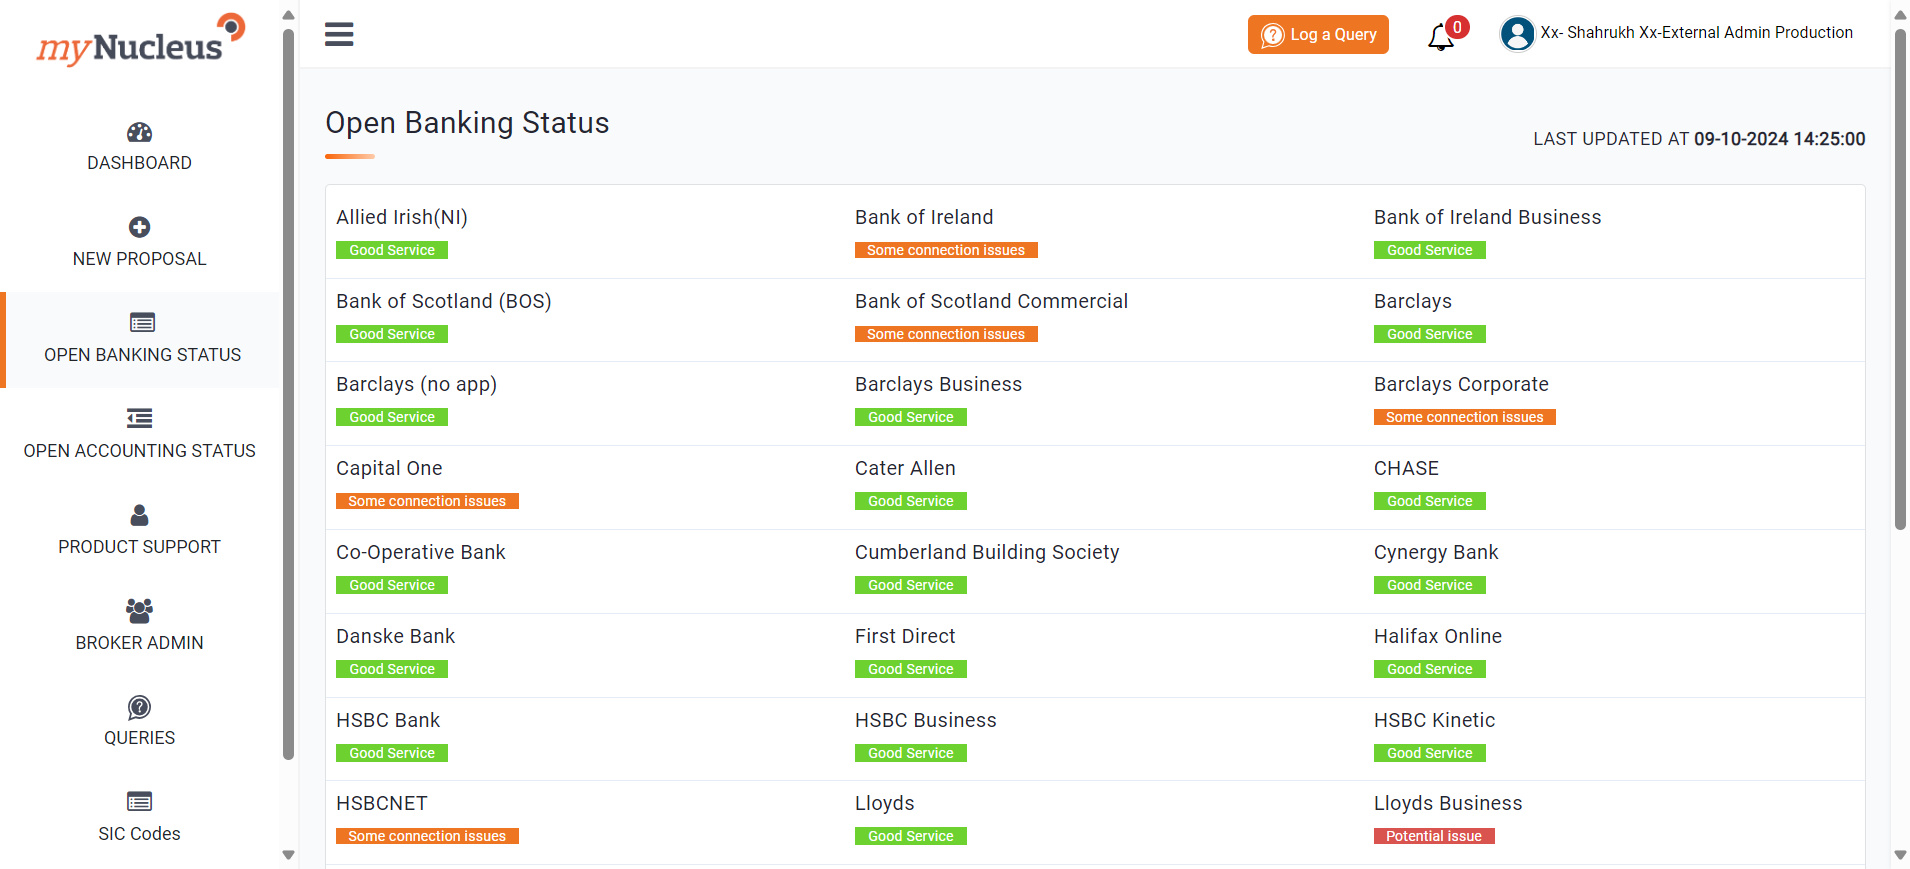 myNucleus
DASHBOARD
NEW PROPOSAL
OPEN BANKING STATUS
OPEN ACCOUNTING STATUS
PRODUCT SUPPORT
BROKER ADMIN
QUERIES
SIC Codes
Log a Query
0
Xx- Shahrukh Xx-External Admin Production
Open Banking Status
LAST UPDATED AT 09-10-2024 14:25:00
Allied Irish(NI)
Good Service
Bank of Ireland
Some connection issues
Bank of Ireland Business
Good Service
Bank of Scotland (BOS)
Good Service
Bank of Scotland Commercial
Some connection issues
Barclays
Good Service
Barclays (no app)
Good Service
Barclays Business
Good Service
Barclays Corporate
Some connection issues
Capital One
Some connection issues
Cater Allen
Good Service
CHASE
Good Service
Co-Operative Bank
Good Service
Cumberland Building Society
Good Service
Cynergy Bank
Good Service
Danske Bank
Good Service
First Direct
Good Service
Halifax Online
Good Service
HSBC Bank
Good Service
HSBC Business
Good Service
HSBC Kinetic
Good Service
HSBCNET
Some connection issues
Lloyds
Good Service
Lloyds Business
Potential issue